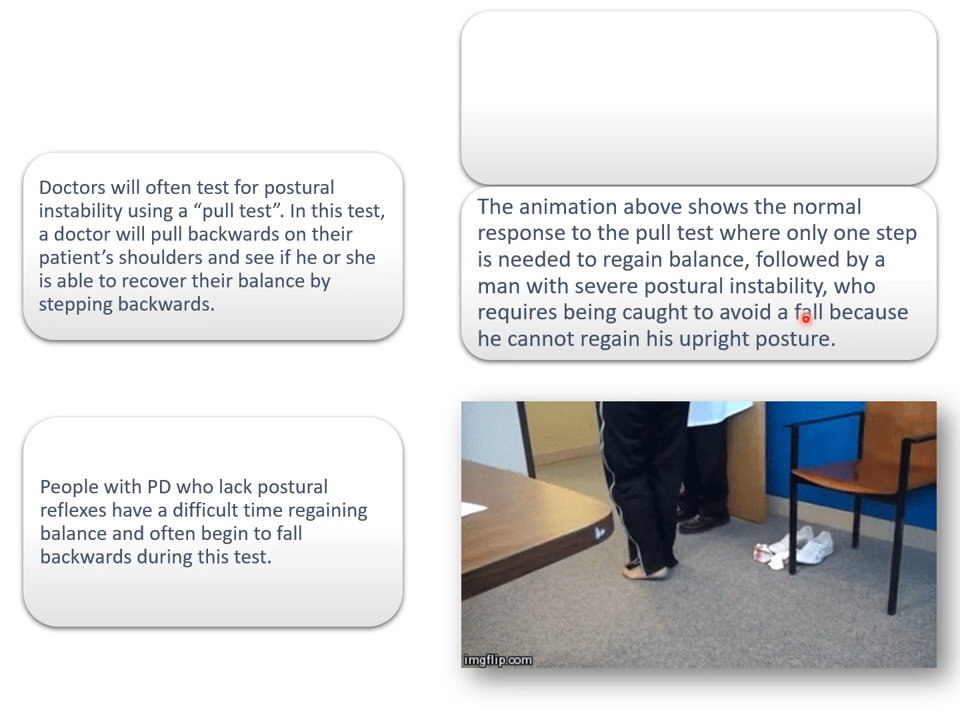 Doctors will often test for postural
instability using a “pull test”. In this test,
a doctor will pull backwards on their
patient’s shoulders and see if he or she
is able to recover their balance by
stepping backwards.
The animation above shows the normal
response to the pull test where only one step
is needed to regain balance, followed by a
man with severe postural instability, who
requires being caught to avoid a fall because
he cannot regain his upright posture.
People with PD who lack postural
reflexes have a difficult time regaining
balance and often begin to fall
backwards during this test.
imgflip.com